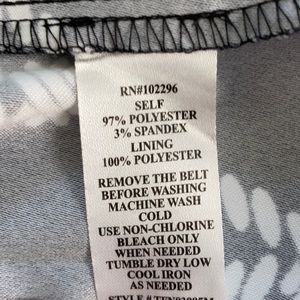 RN#102296
SELF
97% POLYESTER
3% SPANDEX
LINING
100% POLYESTER
REMOVE THE BELT
BEFORE WASHING
MACHINE WASH
COLD
USE NON-CHLORINE
BLEACH ONLY
WHEN NEEDED
TUMBLE DRY LOW
COOL IRON
AS NEEDED
STYLE #